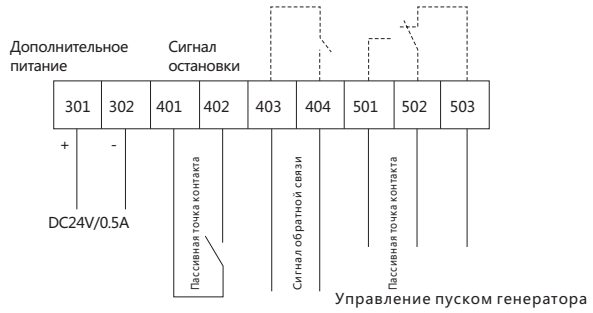 Дополнительное
питание
Сигнал
остановки
301 302 401 402 403 404 501 502 503
+ -
DC24V/0.5A
Пассивная точка контакта
Сигнал обратной связи
Пассивная точка контакта
Управление пуском генератора